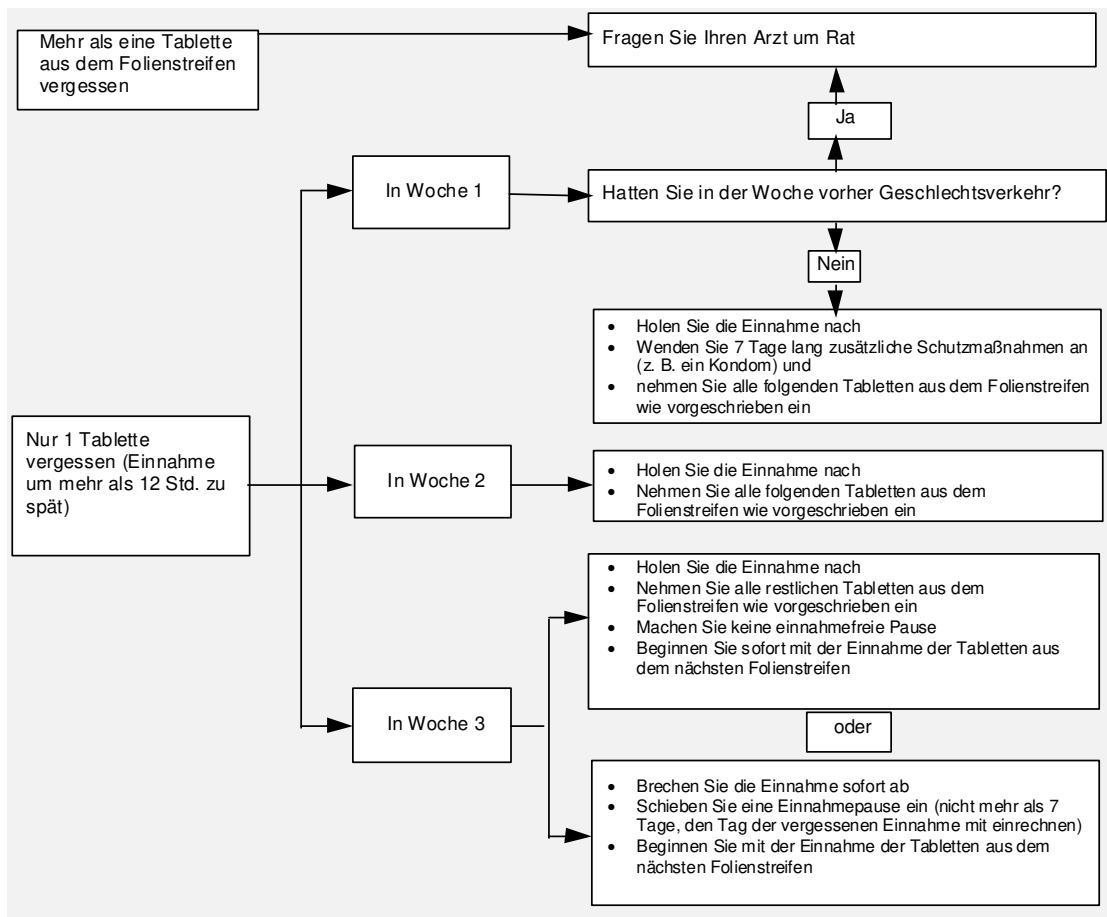 Mehr als eine Tablette
aus dem Folienstreifen
vergessen
Fragen Sie Ihren Arzt um Rat
Ja
In Woche 1
Hatten Sie in der Woche vorher Geschlechtsverkehr?
Nein
• Holen Sie die Einnahme nach
• Wenden Sie 7 Tage lang zusätzliche Schutzmaßnahmen an
(z. B. ein Kondom) und
• nehmen Sie alle folgenden Tabletten aus dem Folienstreifen
wie vorgeschrieben ein
Nur 1 Tablette
vergessen (Einnahme
um mehr als 12 Std. zu
spät)
In Woche 2
• Holen Sie die Einnahme nach
• Nehmen Sie alle folgenden Tabletten aus dem
Folienstreifen wie vorgeschrieben ein
• Holen Sie die Einnahme nach
• Nehmen Sie alle restlichen Tabletten aus dem
Folienstreifen wie vorgeschrieben ein
• Machen Sie keine einnahmefreie Pause
• Beginnen Sie sofort mit der Einnahme der Tabletten aus
dem nächsten Folienstreifen
In Woche 3
oder
• Brechen Sie die Einnahme sofort ab
• Schieben Sie eine Einnahmepause ein (nicht mehr als 7
Tage, den Tag der vergessenen Einnahme mit einrechnen)
• Beginnen Sie mit der Einnahme der Tabletten aus dem
nächsten Folienstreifen